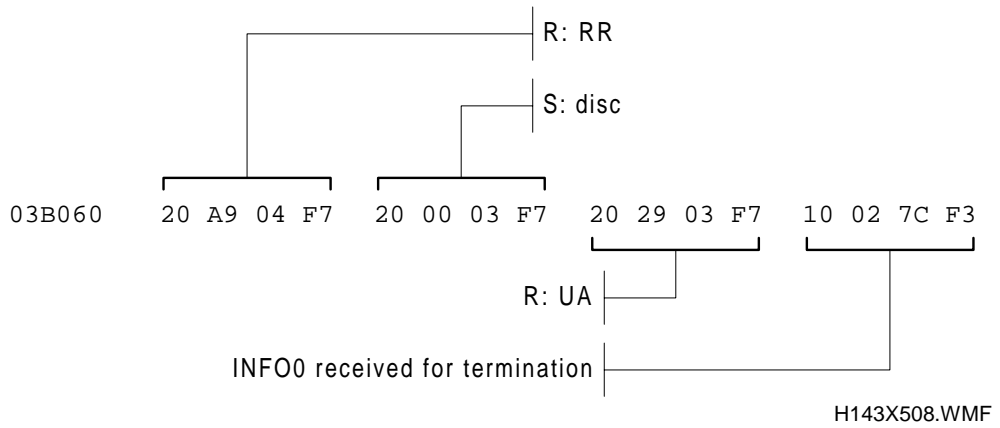 R: RR
S: disc
03B060 20 A9 04 F7 20 00 03 F7 20 29 03 F7 10 02 7C F3
R: UA
INFO0 received for termination
H143X508.WMF